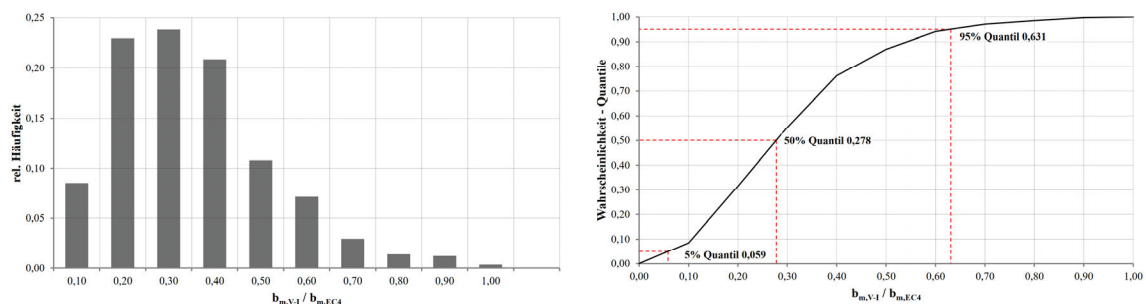 0,25
0,20
0,15
0,10
0,05
0,00
rel. Häufigkeit
0,10 0,20 0,30 0,40 0,50 0,60 0,70 0,80 0,90 1,00
b_m,V-I / b_m,EC4
1,00
0,90
0,80
0,70
0,60
0,50
0,40
0,30
0,20
0,10
0,00
Wahrscheinlichkeit - Quantile
95% Quantil 0,631
50% Quantil 0,278
5% Quantil 0,059
0,00 0,10 0,20 0,30 0,40 0,50 0,60 0,70 0,80 0,90 1,00
b_m,V-I / b_m,EC4